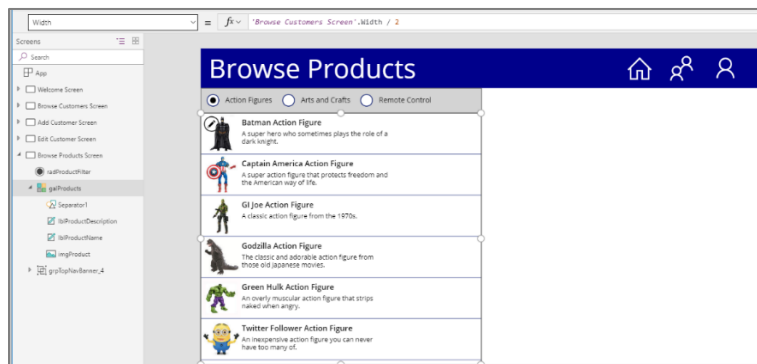 Width = fx 'Browse Customers Screen'.Width / 2
Screens
Search
App
Welcome Screen
Browse Customers Screen
Add Customer Screen
Edit Customer Screen
Browse Products Screen
radProductFilter
galProducts
Separator1
lblProductDescription
lblProductName
imgProduct
grpTopNavBanner_4
Browse Products
Action Figures Arts and Crafts Remote Control
Batman Action Figure
A super hero who sometimes plays the role of a
dark knight.
Captain America Action Figure
A super action figure that protects freedom and
the American way of life.
GI Joe Action Figure
A classic action figure from the 1970s.
Godzilla Action Figure
The classic and adorable action figure from
those old Japanese movies.
Green Hulk Action Figure
An overly muscular action figure that strips
naked when angry.
Twitter Follower Action Figure
An inexpensive action figure you can never
have too many of.